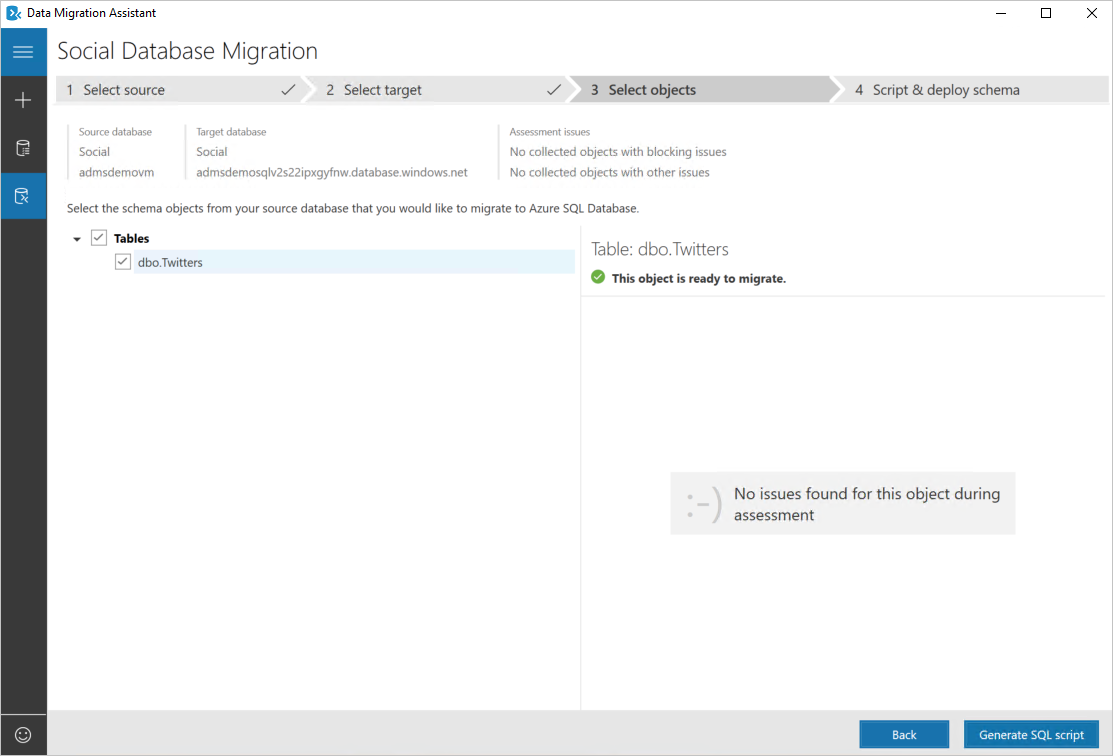 Data Migration Assistant
Social Database Migration
1 Select source
2 Select target
3 Select objects
4 Script & deploy schema
Source database
Social
admsdemovm
Target database
Social
admsdemosqlv2s22ipxgyfnw.database.windows.net
Assessment issues
No collected objects with blocking issues
No collected objects with other issues
Select the schema objects from your source database that you would like to migrate to Azure SQL Database.
Tables
dbo.Twitters
Table: dbo.Twitters
This object is ready to migrate.
:-)
No issues found for this object during
assessment
Back
Generate SQL script